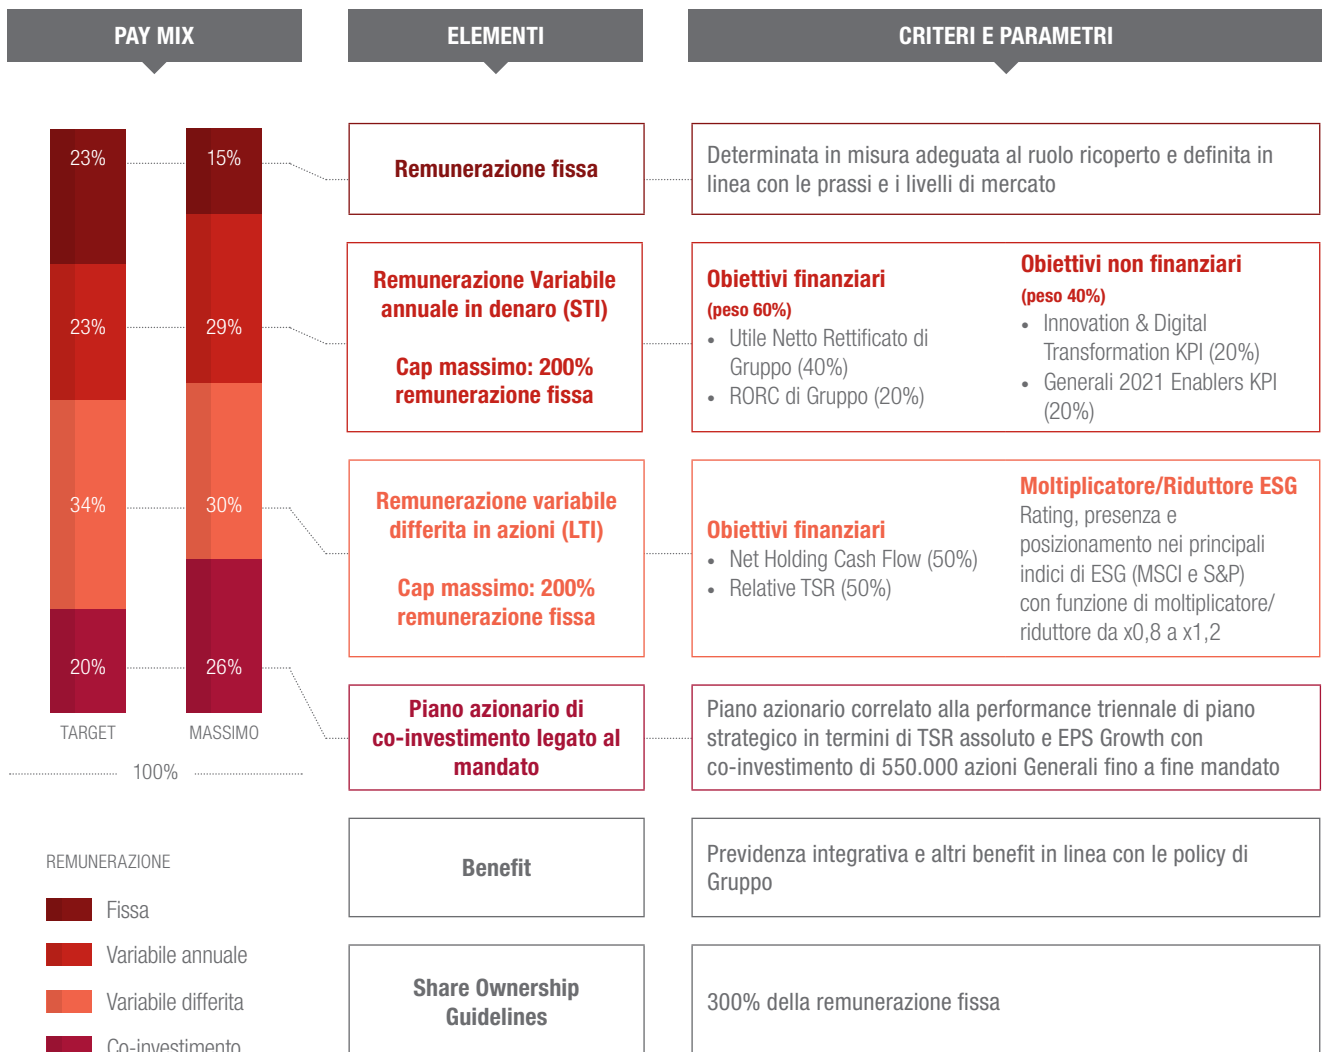 PAY MIX
ELEMENTI
CRITERI E PARAMETRI
23%
15%
23%
29%
34%
30%
20%
26%
TARGET
MASSIMO
100%
REMUNERAZIONE
Fissa
Variabile annuale
Variabile differita
Co-investimento
Remunerazione fissa
Determinata in misura adeguata al ruolo ricoperto e definita in
linea con le prassi e i livelli di mercato
Remunerazione Variabile
annuale in denaro (STI)
Cap massimo: 200%
remunerazione fissa
Obiettivi finanziari
(peso 60%)
• Utile Netto Rettificato di
Gruppo (40%)
• RORC di Gruppo (20%)
Obiettivi non finanziari
(peso 40%)
• Innovation & Digital
Transformation KPI (20%)
• Generali 2021 Enablers KPI
(20%)
Remunerazione variabile
differita in azioni (LTI)
Cap massimo: 200%
remunerazione fissa
Obiettivi finanziari
• Net Holding Cash Flow (50%)
• Relative TSR (50%)
Moltiplicatore/Riduttore ESG
Rating, presenza e
posizionamento nei principali
indici di ESG (MSCI e S&P)
con funzione di moltiplicatore/
riduttore da x0,8 a x1,2
Piano azionario di
co-investimento legato al
mandato
Piano azionario correlato alla performance triennale di piano
strategico in termini di TSR assoluto e EPS Growth con
co-investimento di 550.000 azioni Generali fino a fine mandato
Benefit
Previdenza integrativa e altri benefit in linea con le policy di
Gruppo
Share Ownership
Guidelines
300% della remunerazione fissa